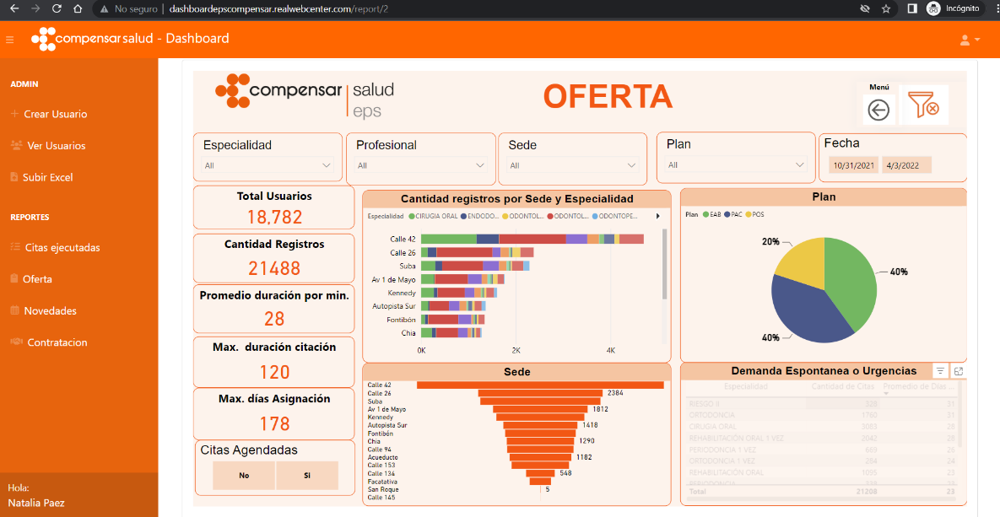 No seguro | dashboardepscompensar.realwebcenter.com/report/2
Incógnito
compensar salud - Dashboard
ADMIN
Crear Usuario
Ver Usuarios
Subir Excel
REPORTES
Citas ejecutadas
Oferta
Novedades
Contratacion
Hola:
Natalia Paez
compensar salud eps
OFERTA
Menú
Especialidad
All
Profesional
All
Sede
All
Plan
All
Fecha
10/31/2021 4/3/2022
Total Usuarios
18,782
Cantidad Registros
21488
Promedio duración por min.
28
Max. duración citación
120
Max. días Asignación
178
Citas Agendadas
No Si
Cantidad registros por Sede y Especialidad
Especialidad CIRUGIA ORAL ENDODO... ODONTOL... ODONTOL... ODONTOPE...
Calle 42
Calle 26
Suba
Av 1 de Mayo
Kennedy
Autopista Sur
Fontibón
Chia
0K 2K 4K
Plan
Plan EAB PAC POS
20%
40%
40%
Sede
Calle 42
Calle 26 2384
Suba
Av 1 de Mayo 1812
Kennedy
Autopista Sur 1418
Fontibón
Chia 1290
Calle 94
Acueducto 1182
Calle 153
Calle 134 548
Facatativa
San Roque 5
Calle 145
Demanda Espontanea o Urgencias
Especialidad Cantidad de Citas Promedio de Días ...
RIESGO II 320 31
ORTODONCIA 1760 31
CIRUGIA ORAL 3083 28
REHABILITACIÓN ORAL 1 VEZ 2042 28
PERIODONCIA 1 VEZ 689 28
ORTODONCIA 1 VEZ 284 24
REHABILITACION ORAL 1095 23
PERIODONCIA
Total 21208 23